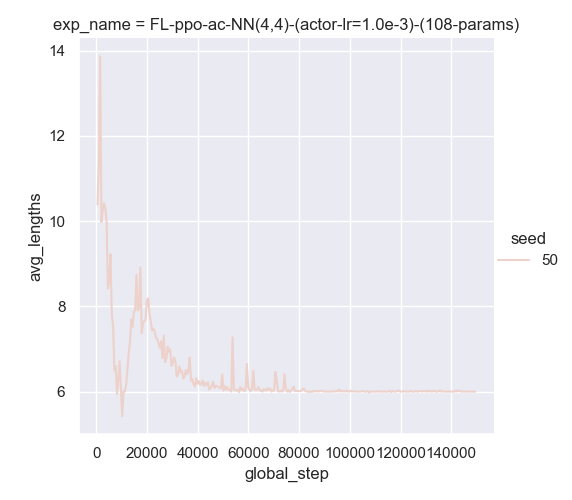 exp_name = FL-ppo-ac-NN(4,4)-(actor-lr=1.0e-3)-(108-params)
14
12
10
8
6
avg_lengths
seed
50
0 20000 40000 60000 80000 100000 120000 140000
global_step